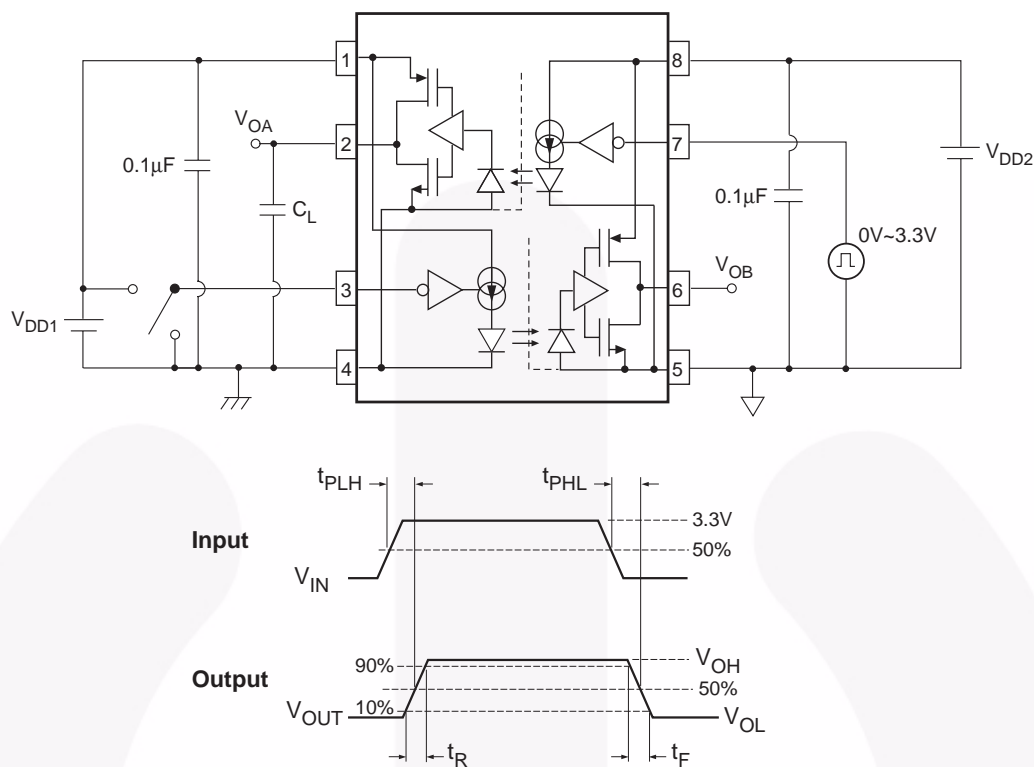 1
8
V_OA
2
7
V_DD2
0.1µF
0.1µF
C_L
0V~3.3V
V_OB
3
6
V_DD1
4
5
t_PLH
t_PHL
3.3V
Input
50%
V_IN
90%
V_OH
Output
50%
V_OUT
10%
V_OL
t_R
t_F